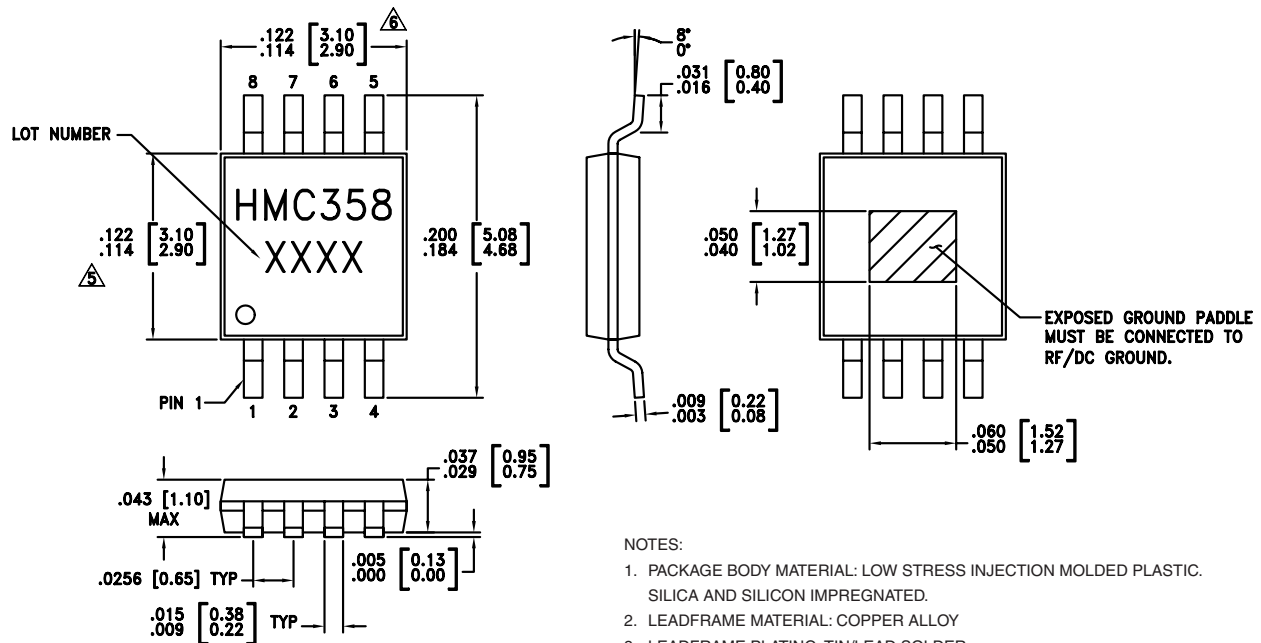 .122 [3.10]
.114 [2.90]
6
8 7 6 5
LOT NUMBER
HMC358
XXXX
.122 [3.10]
.114 [2.90]
5
.200 [5.08]
.184 [4.68]
PIN 1
1 2 3 4
8°
0°
.031 [0.80]
.016 [0.40]
.009 [0.22]
.003 [0.08]
.050 [1.27]
.040 [1.02]
EXPOSED GROUND PADDLE
MUST BE CONNECTED TO
RF/DC GROUND.
.060 [1.52]
.050 [1.27]
.043 [1.10]
MAX
.037 [0.95]
.029 [0.75]
.0256 [0.65] TYP
.005 [0.13]
.000 [0.00]
.015 [0.38]
.009 [0.22] TYP
NOTES:
1. PACKAGE BODY MATERIAL: LOW STRESS INJECTION MOLDED PLASTIC.
SILICA AND SILICON IMPREGNATED.
2. LEADFRAME MATERIAL: COPPER ALLOY